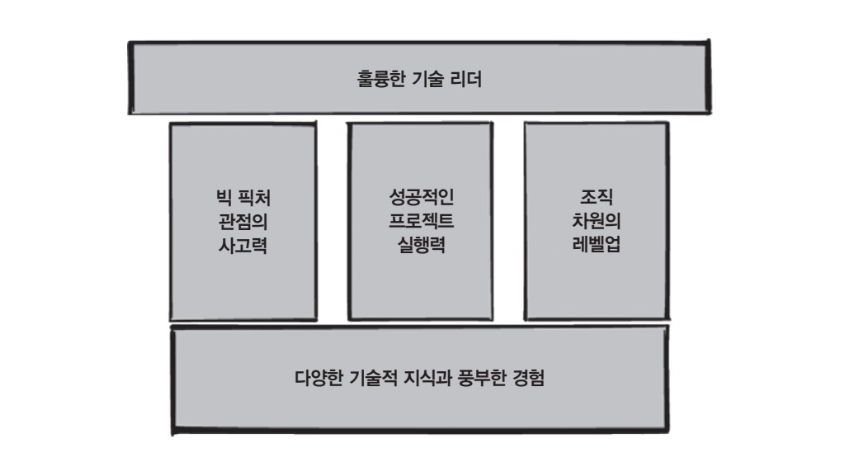 훌륭한 기술 리더
빅 픽처
관점의
사고력
성공적인
프로젝트
실행력
조직
차원의
레벨업
다양한 기술적 지식과 풍부한 경험